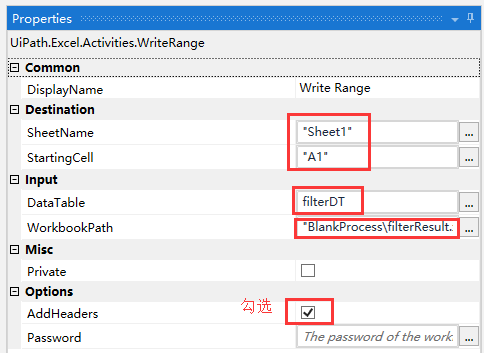 Properties
UiPath.Excel.Activities.WriteRange
Common
DisplayName Write Range
Destination
SheetName "Sheet1" ...
StartingCell "A1" ...
Input
DataTable filterDT ...
WorkbookPath "BlankProcess\filterResult. ...
Misc
Private
Options
AddHeaders 勾选
Password The password of the work ...